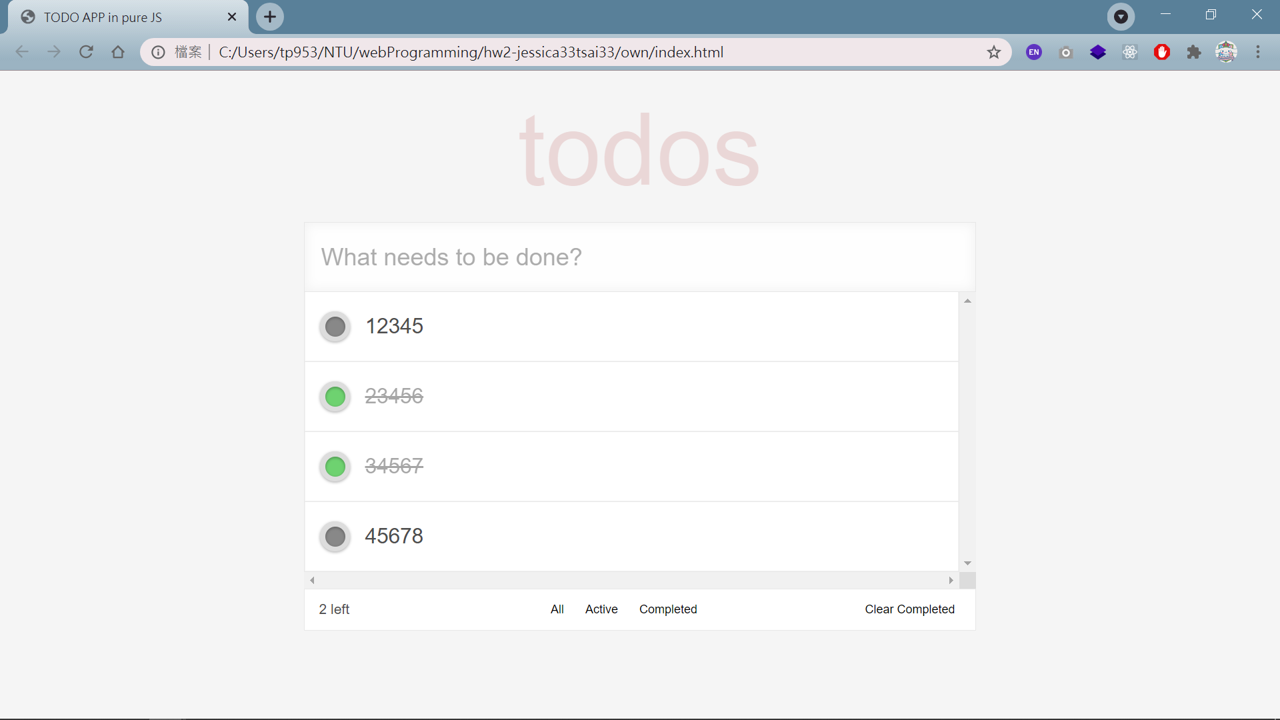 TODO APP in pure JS
檔案 C:/Users/tp953/NTU/webProgramming/hw2-jessica33tsai33/own/index.html
EN
todos
What needs to be done?
12345
23456
34567
45678
2 left All Active Completed Clear Completed